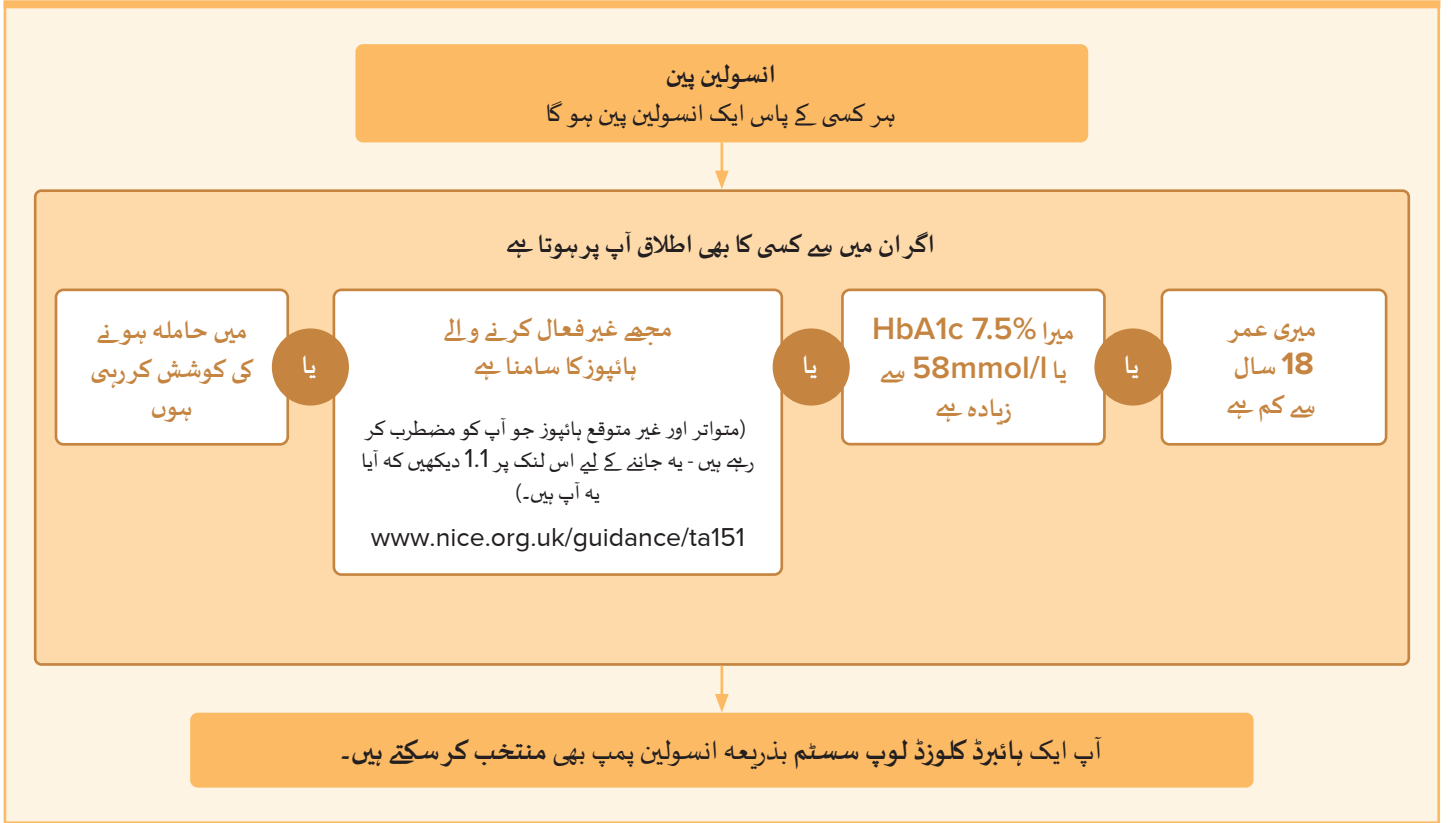 انسولین پین
ہر کسی کے پاس ایک انسولین پین ہو گا
اگر ان میں سے کسی کا بھی اطلاق آپ پر ہوتا ہے
میری عمر
18 سال
سے کم ہے
یا
میرا HbA1c 7.5%
یا 58mmol/l سے
زیادہ ہے
یا
مجھے غیر فعال کرنے والے
ہائپوز کا سامنا ہے
(متواتر اور غیر متوقع ہائپوز جو آپ کو مضطرب کر
رہے ہیں - یہ جاننے کے لیے اس لنک پر 1.1 دیکھیں کہ آیا
یہ آپ ہیں۔)
www.nice.org.uk/guidance/ta151
یا
میں حاملہ ہونے
کی کوشش کر رہی
ہوں
آپ ایک ہائبرڈ کلوزڈ لوپ سسٹم بذریعہ انسولین پمپ بھی منتخب کر سکتے ہیں۔